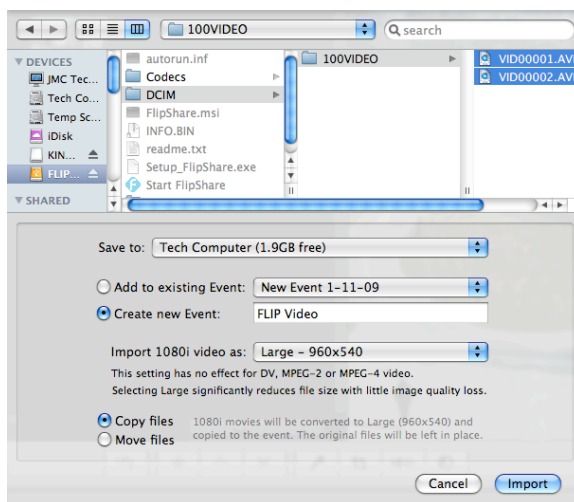 100VIDEO
search
DEVICES
JMC Tec...
Tech Co...
Temp Sc...
iDisk
KIN...
FLIP...
SHARED
autorun.inf
Codecs
DCIM
FlipShare.msi
INFO.BIN
readme.txt
Setup_FlipShare.exe
Start FlipShare
100VIDEO
VID00001.AV
VID00002.AV
Save to: Tech Computer (1.9GB free)
Add to existing Event: New Event 1-11-09
Create new Event: FLIP Video
Import 1080i video as: Large - 960x540
This setting has no effect for DV, MPEG-2 or MPEG-4 video.
Selecting Large significantly reduces file size with little image quality loss.
Copy files
Move files
1080i movies will be converted to Large (960x540) and
copied to the event. The original files will be left in place.
Cancel
Import